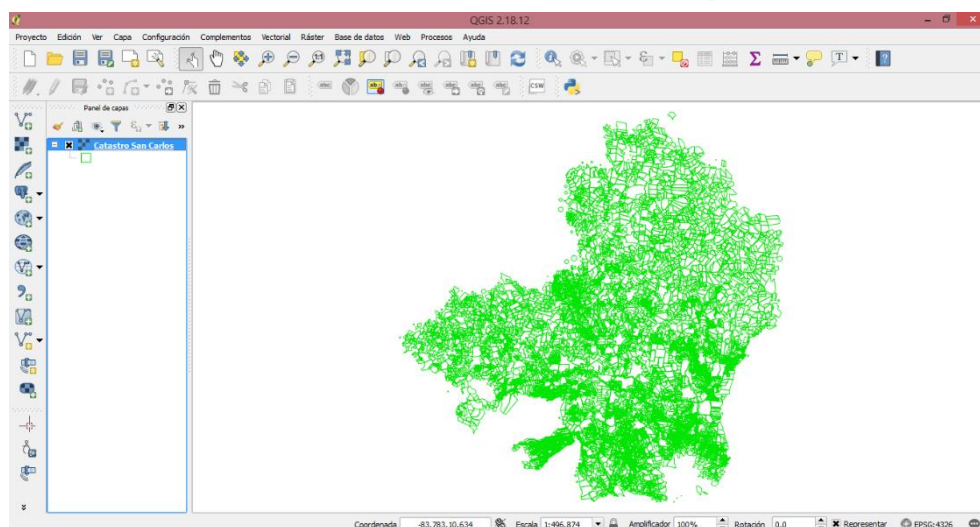 QGIS 2.18.12
Proyecto Edición Ver Capa Configuración Complementos Vectorial Ráster Base de datos Web Procesos Ayuda
Panel de capas
Catastro San Carlos
Coordenada -83.783,10.634 Escala 1:496.874 Amplificador 100% Rotación 0,0 Representar EPSG:4326